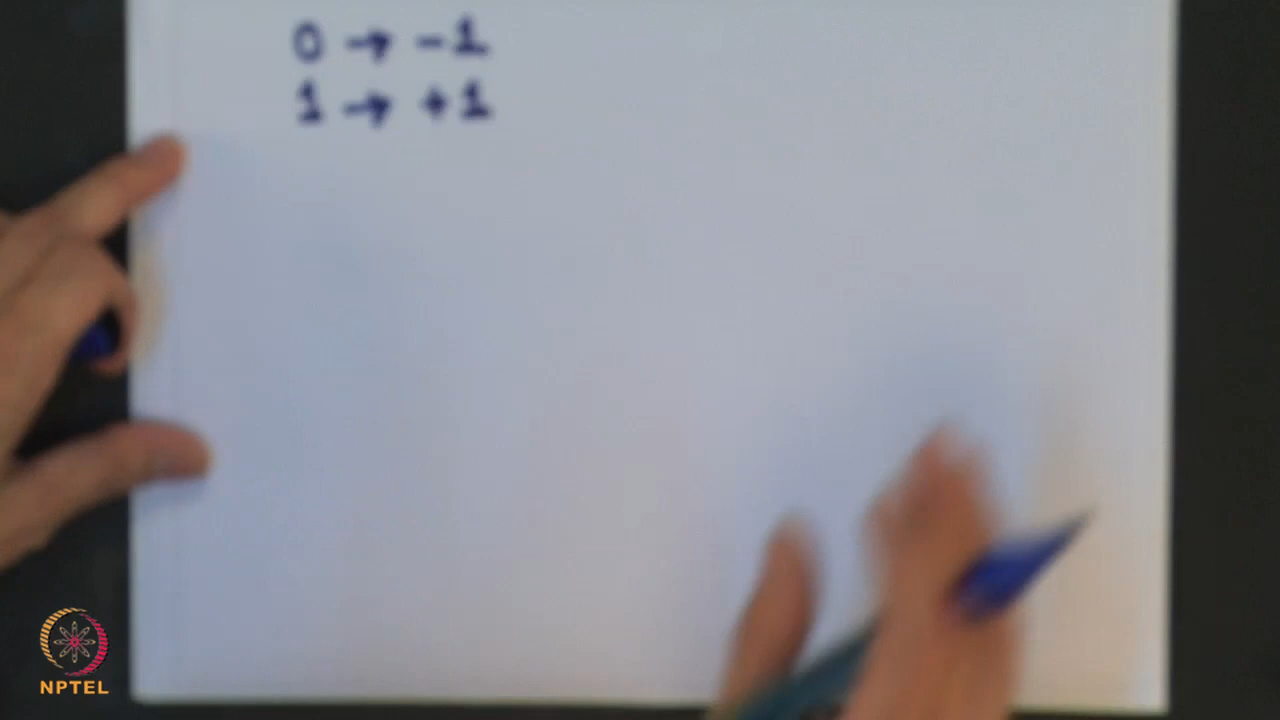 0 → -1
1 → +1
NPTEL